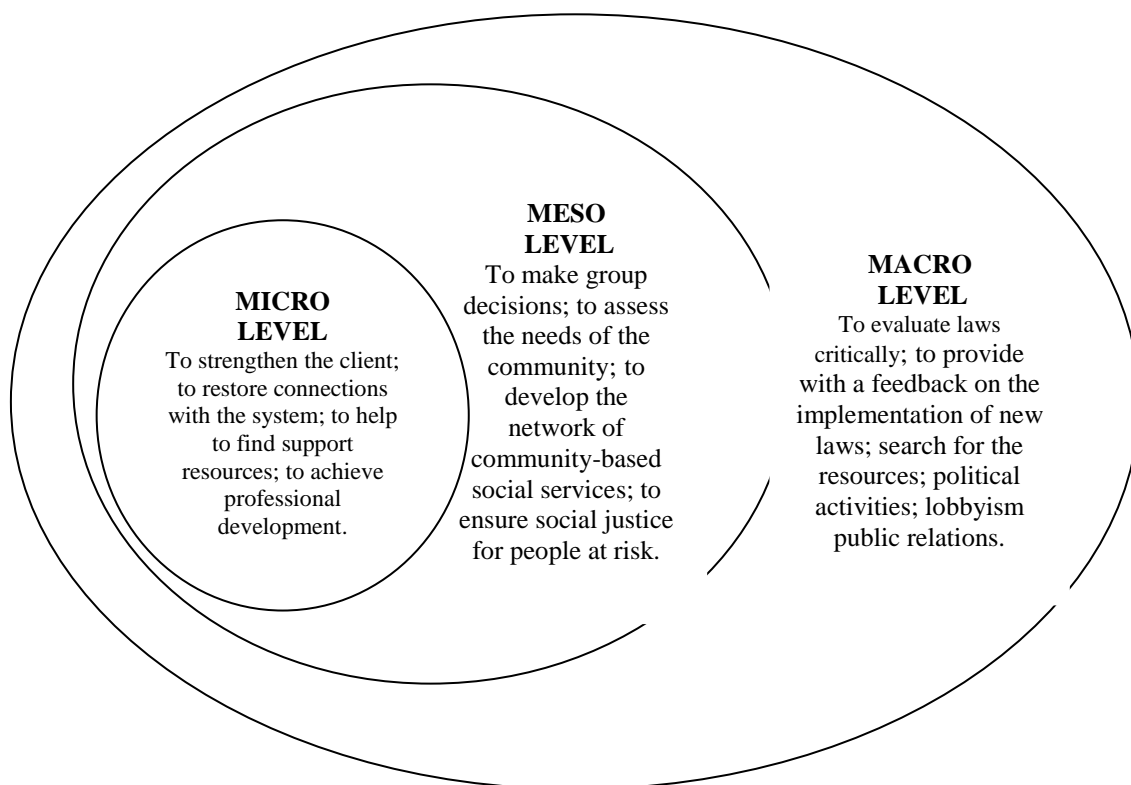 MICRO
LEVEL
To strengthen the client;
to restore connections
with the system; to help
to find support
resources; to achieve
professional
development.
MESO
LEVEL
To make group
decisions; to assess
the needs of the
community; to
develop the
network of
community-based
social services; to
ensure social justice
for people at risk.
MACRO
LEVEL
To evaluate laws
critically; to provide
with a feedback on the
implementation of new
laws; search for the
resources; political
activities; lobbyism
public relations.